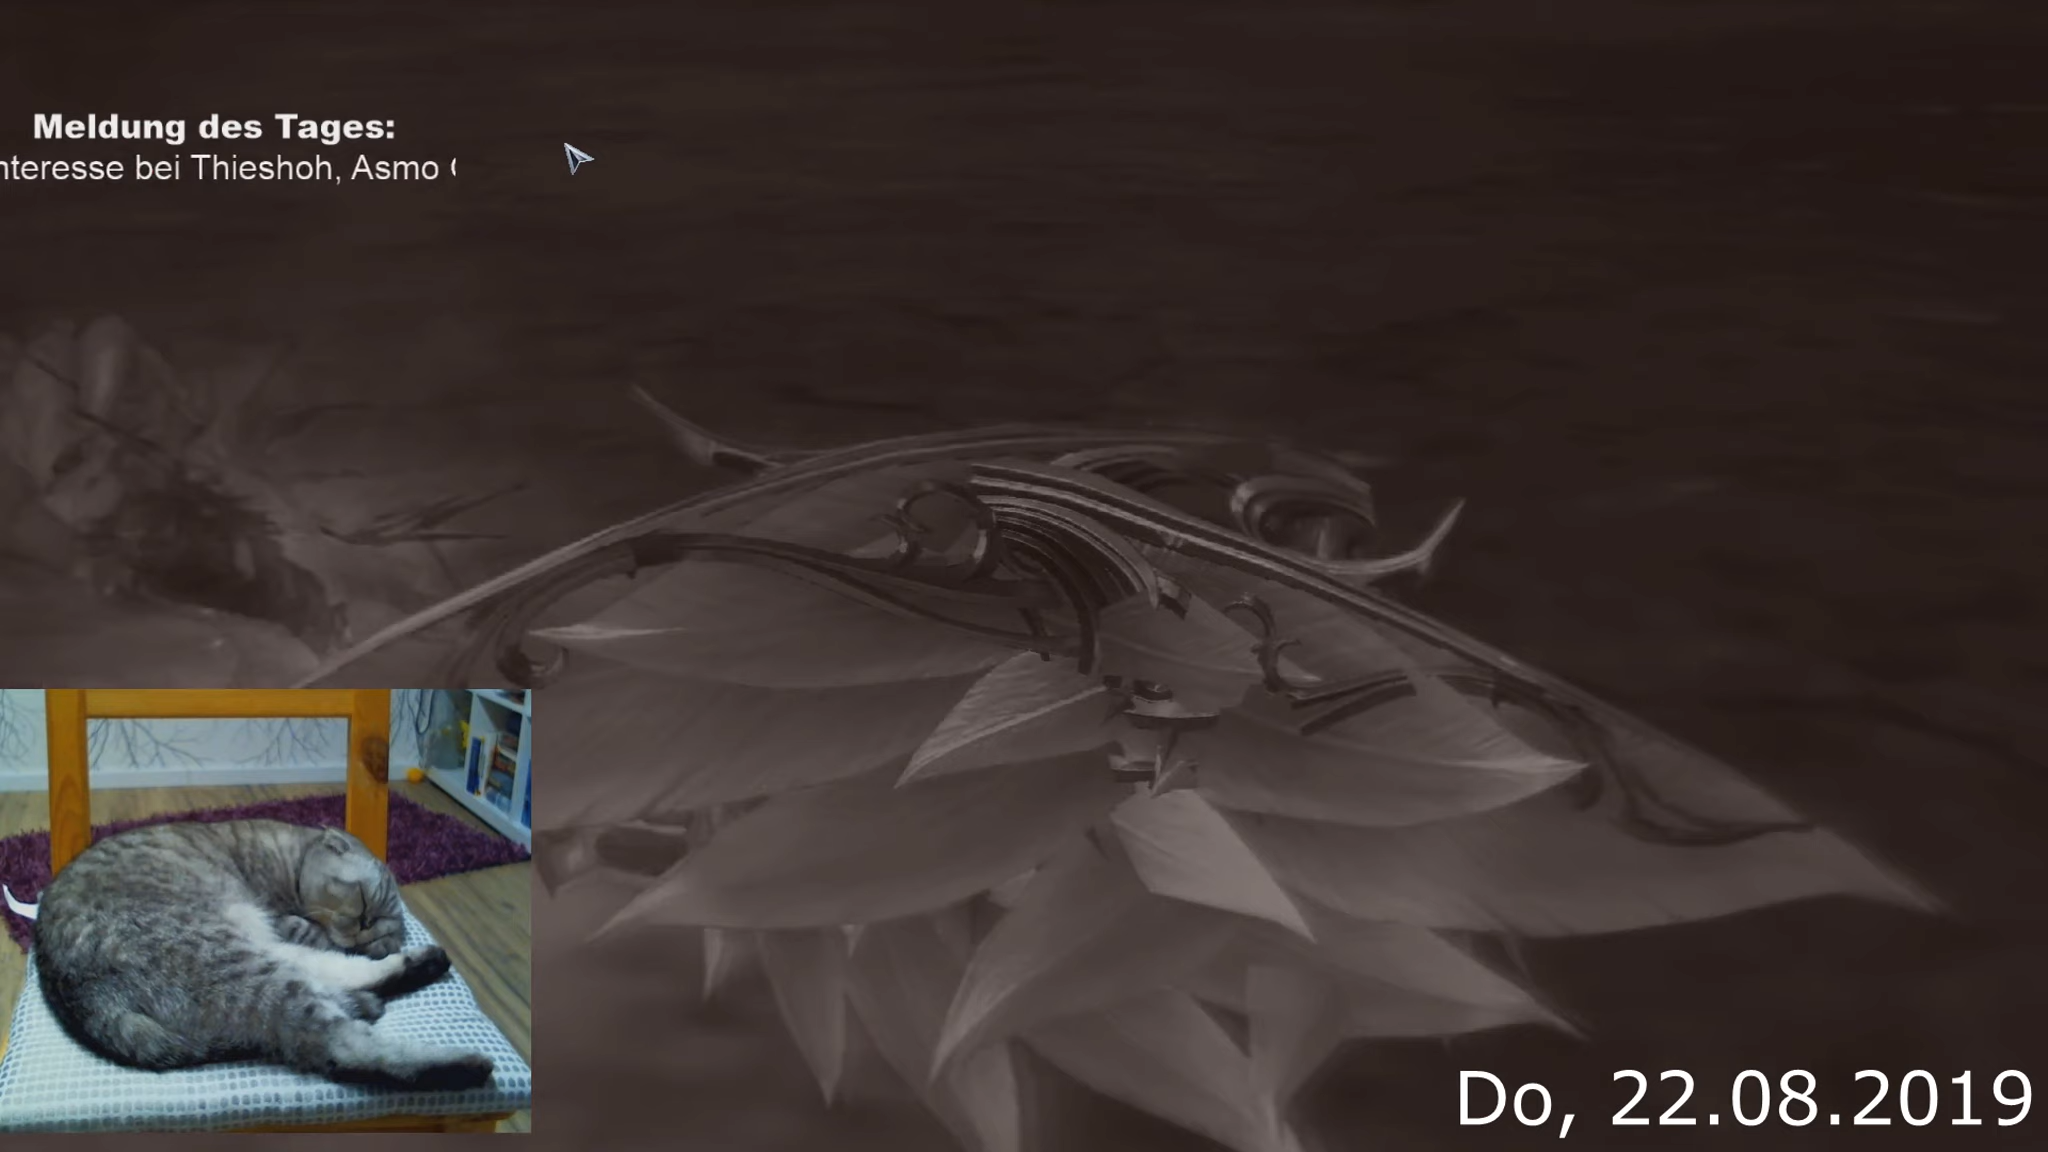 Meldung des Tages:
nteresse bei Thieshoh, Asmo
Do, 22.08.2019